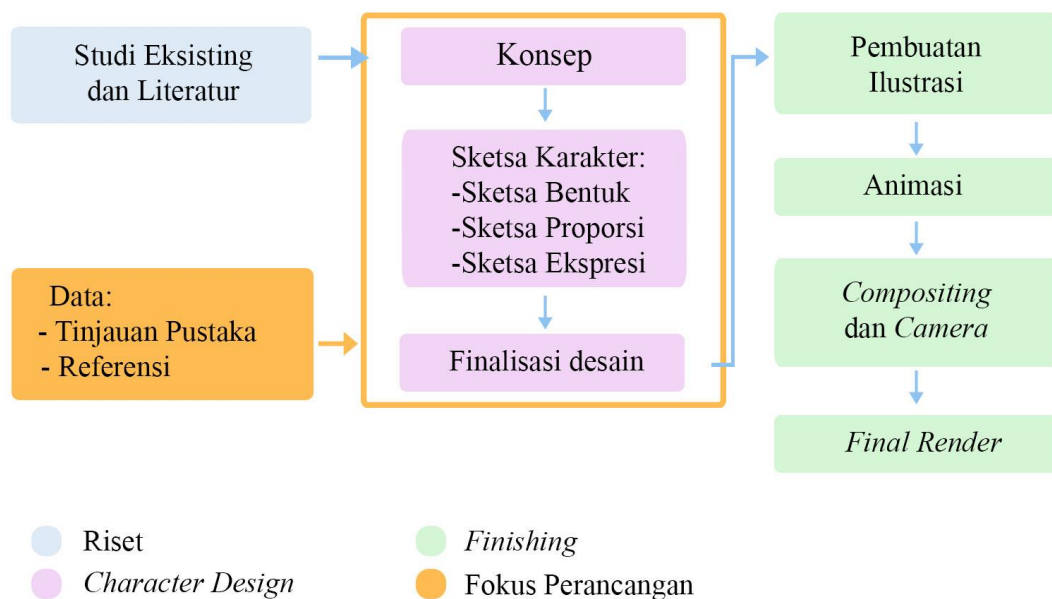 Studi Eksisting
dan Literatur
Data:
- Tinjauan Pustaka
- Referensi
Konsep
Sketsa Karakter:
-Sketsa Bentuk
-Sketsa Proporsi
-Sketsa Ekspresi
Finalisasi desain
Pembuatan
Ilustrasi
Animasi
Compositing
dan Camera
Final Render
Riset
Character Design
Finishing
Fokus Perancangan